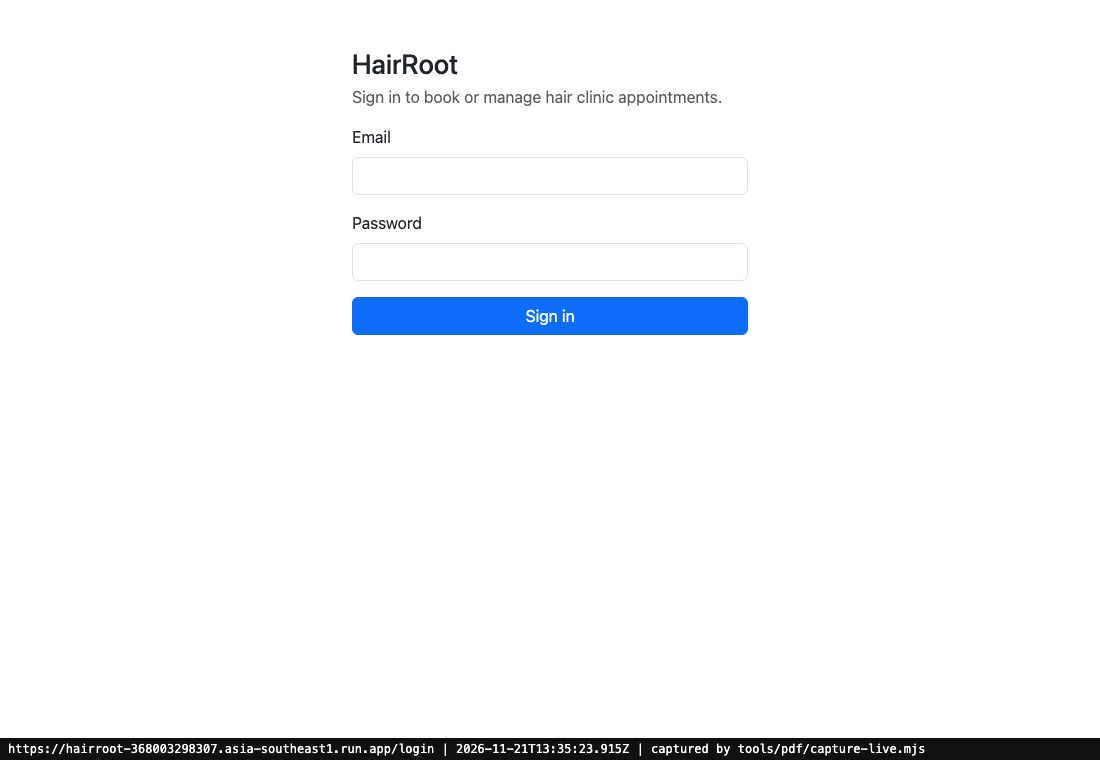 HairRoot
Sign in to book or manage hair clinic appointments.
Email
Password
Sign in
https://hairroot-368003298307.asia-southeast1.run.app/login | 2026-11-21T13:35:23.915Z | captured by tools/pdf/capture-live.mjs